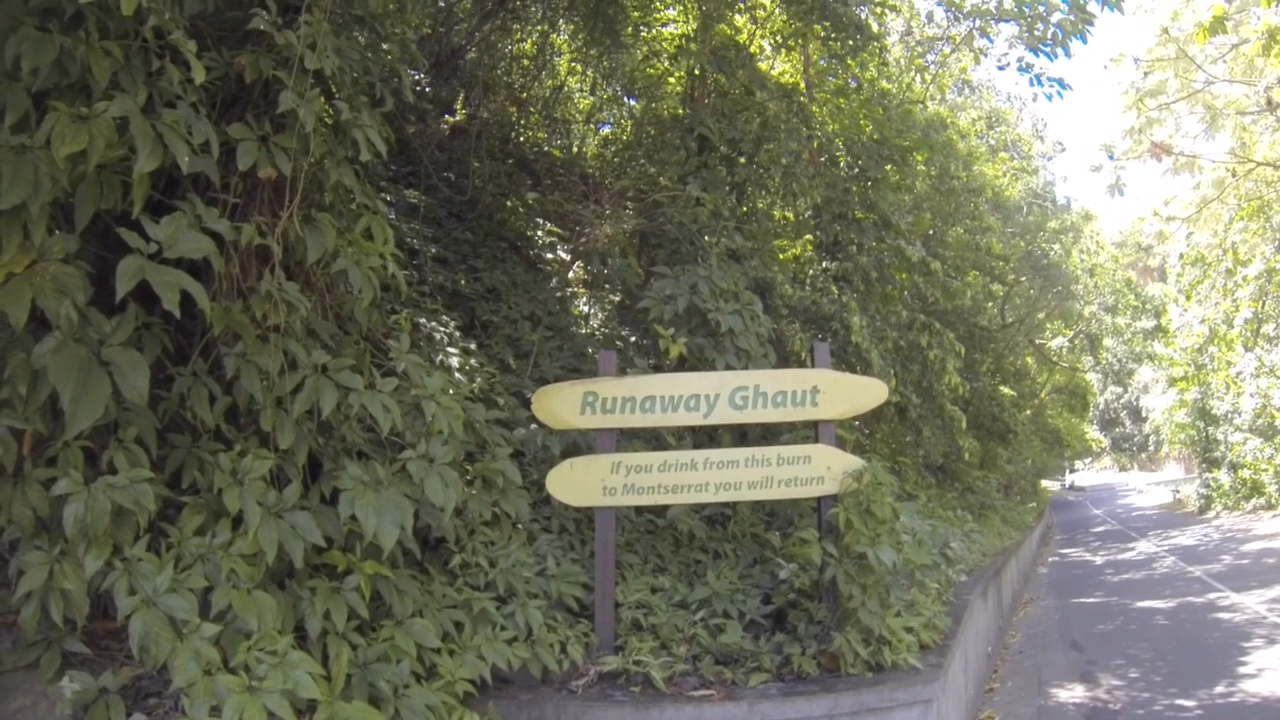 Runaway Ghaut
If you drink from this burn
to Montserrat you will return